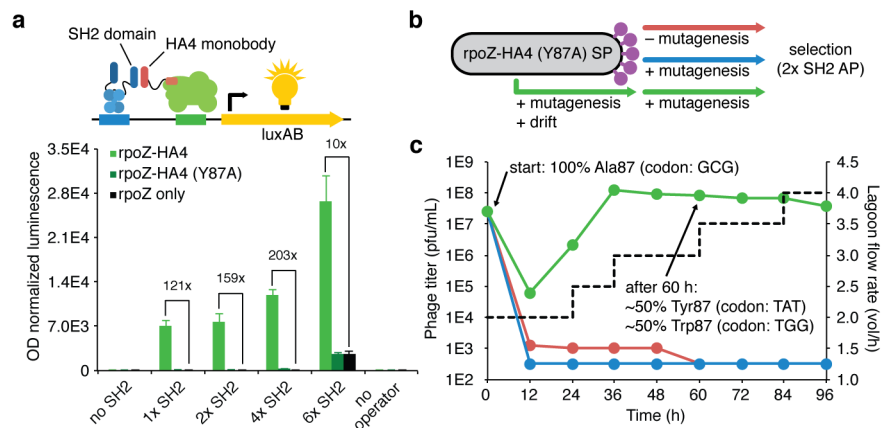 a
SH2 domain
HA4 monobody
luxAB
OD normalized luminescence
3.5E4
2.8E4
2.1E4
1.4E4
7.0E3
0
rpoZ-HA4
rpoZ-HA4 (Y87A)
rpoZ only
121x
159x
203x
10x
no SH2
1x SH2
2x SH2
4x SH2
6x SH2
no operator
b
rpoZ-HA4 (Y87A) SP
– mutagenesis
+ mutagenesis
+ mutagenesis
+ drift
+ mutagenesis
selection
(2x SH2 AP)
c
Phage titer (pfu/mL)
1E9
1E8
1E7
1E6
1E5
1E4
1E3
1E2
start: 100% Ala87 (codon: GCG)
after 60 h:
~50% Tyr87 (codon: TAT)
~50% Trp87 (codon: TGG)
4.5
4.0
3.5
3.0
2.5
2.0
1.5
1.0
Lagoon flow rate (vol/h)
0 12 24 36 48 60 72 84 96
Time (h)